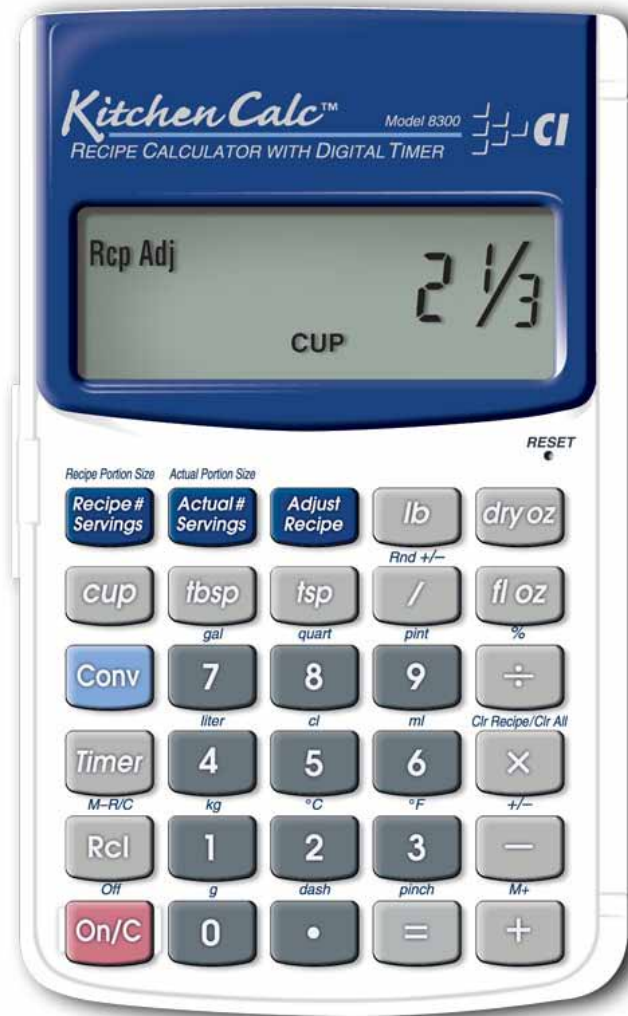 KitchenCalc™ Model 8300 CI
RECIPE CALCULATOR WITH DIGITAL TIMER
Rcp Adj 2 1/3
CUP
RESET
Recipe Portion Size Actual Portion Size
Recipe # Servings Actual # Servings Adjust Recipe lb dry oz
Rnd +/–
cup tbsp tsp / fl oz
gal quart pint %
Conv 7 8 9 ÷
liter cl ml Clr Recipe/Clr All
Timer 4 5 6 ×
M–R/C kg °C °F +/–
Rcl 1 2 3 –
Off g dash pinch M+
On/C 0 • = +